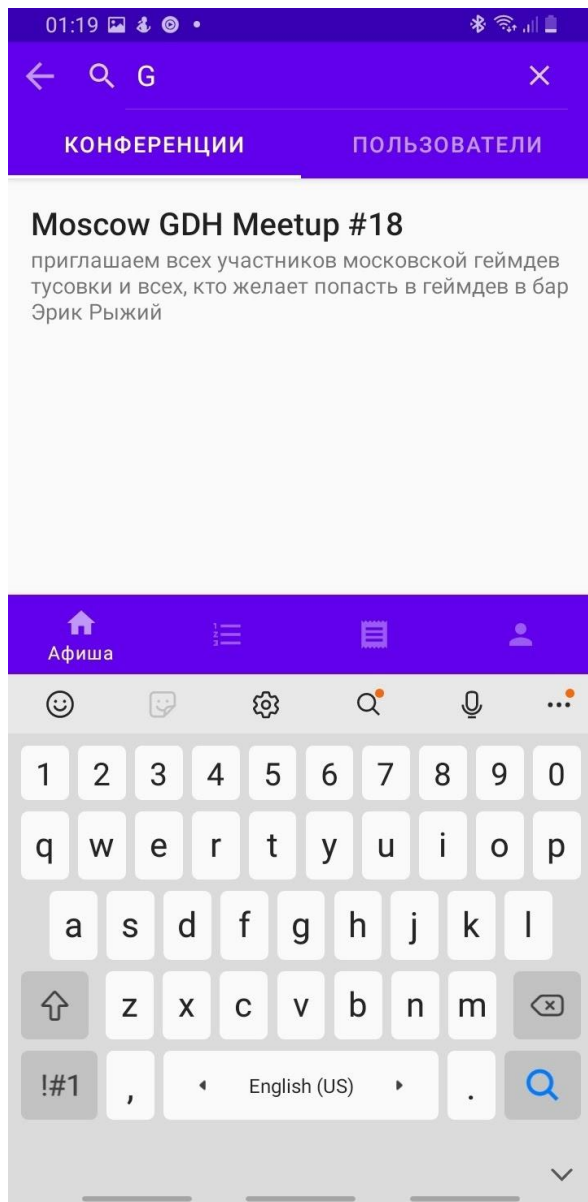 01:19
G
КОНФЕРЕНЦИИ ПОЛЬЗОВАТЕЛИ
Moscow GDH Meetup #18
приглашаем всех участников московской геймдев
тусовки и всех, кто желает попасть в геймдев в бар
Эрик Рыжий
Афиша
1 2 3 4 5 6 7 8 9 0
q w e r t y u i o p
a s d f g h j k l
z x c v b n m
!#1 , English (US) .